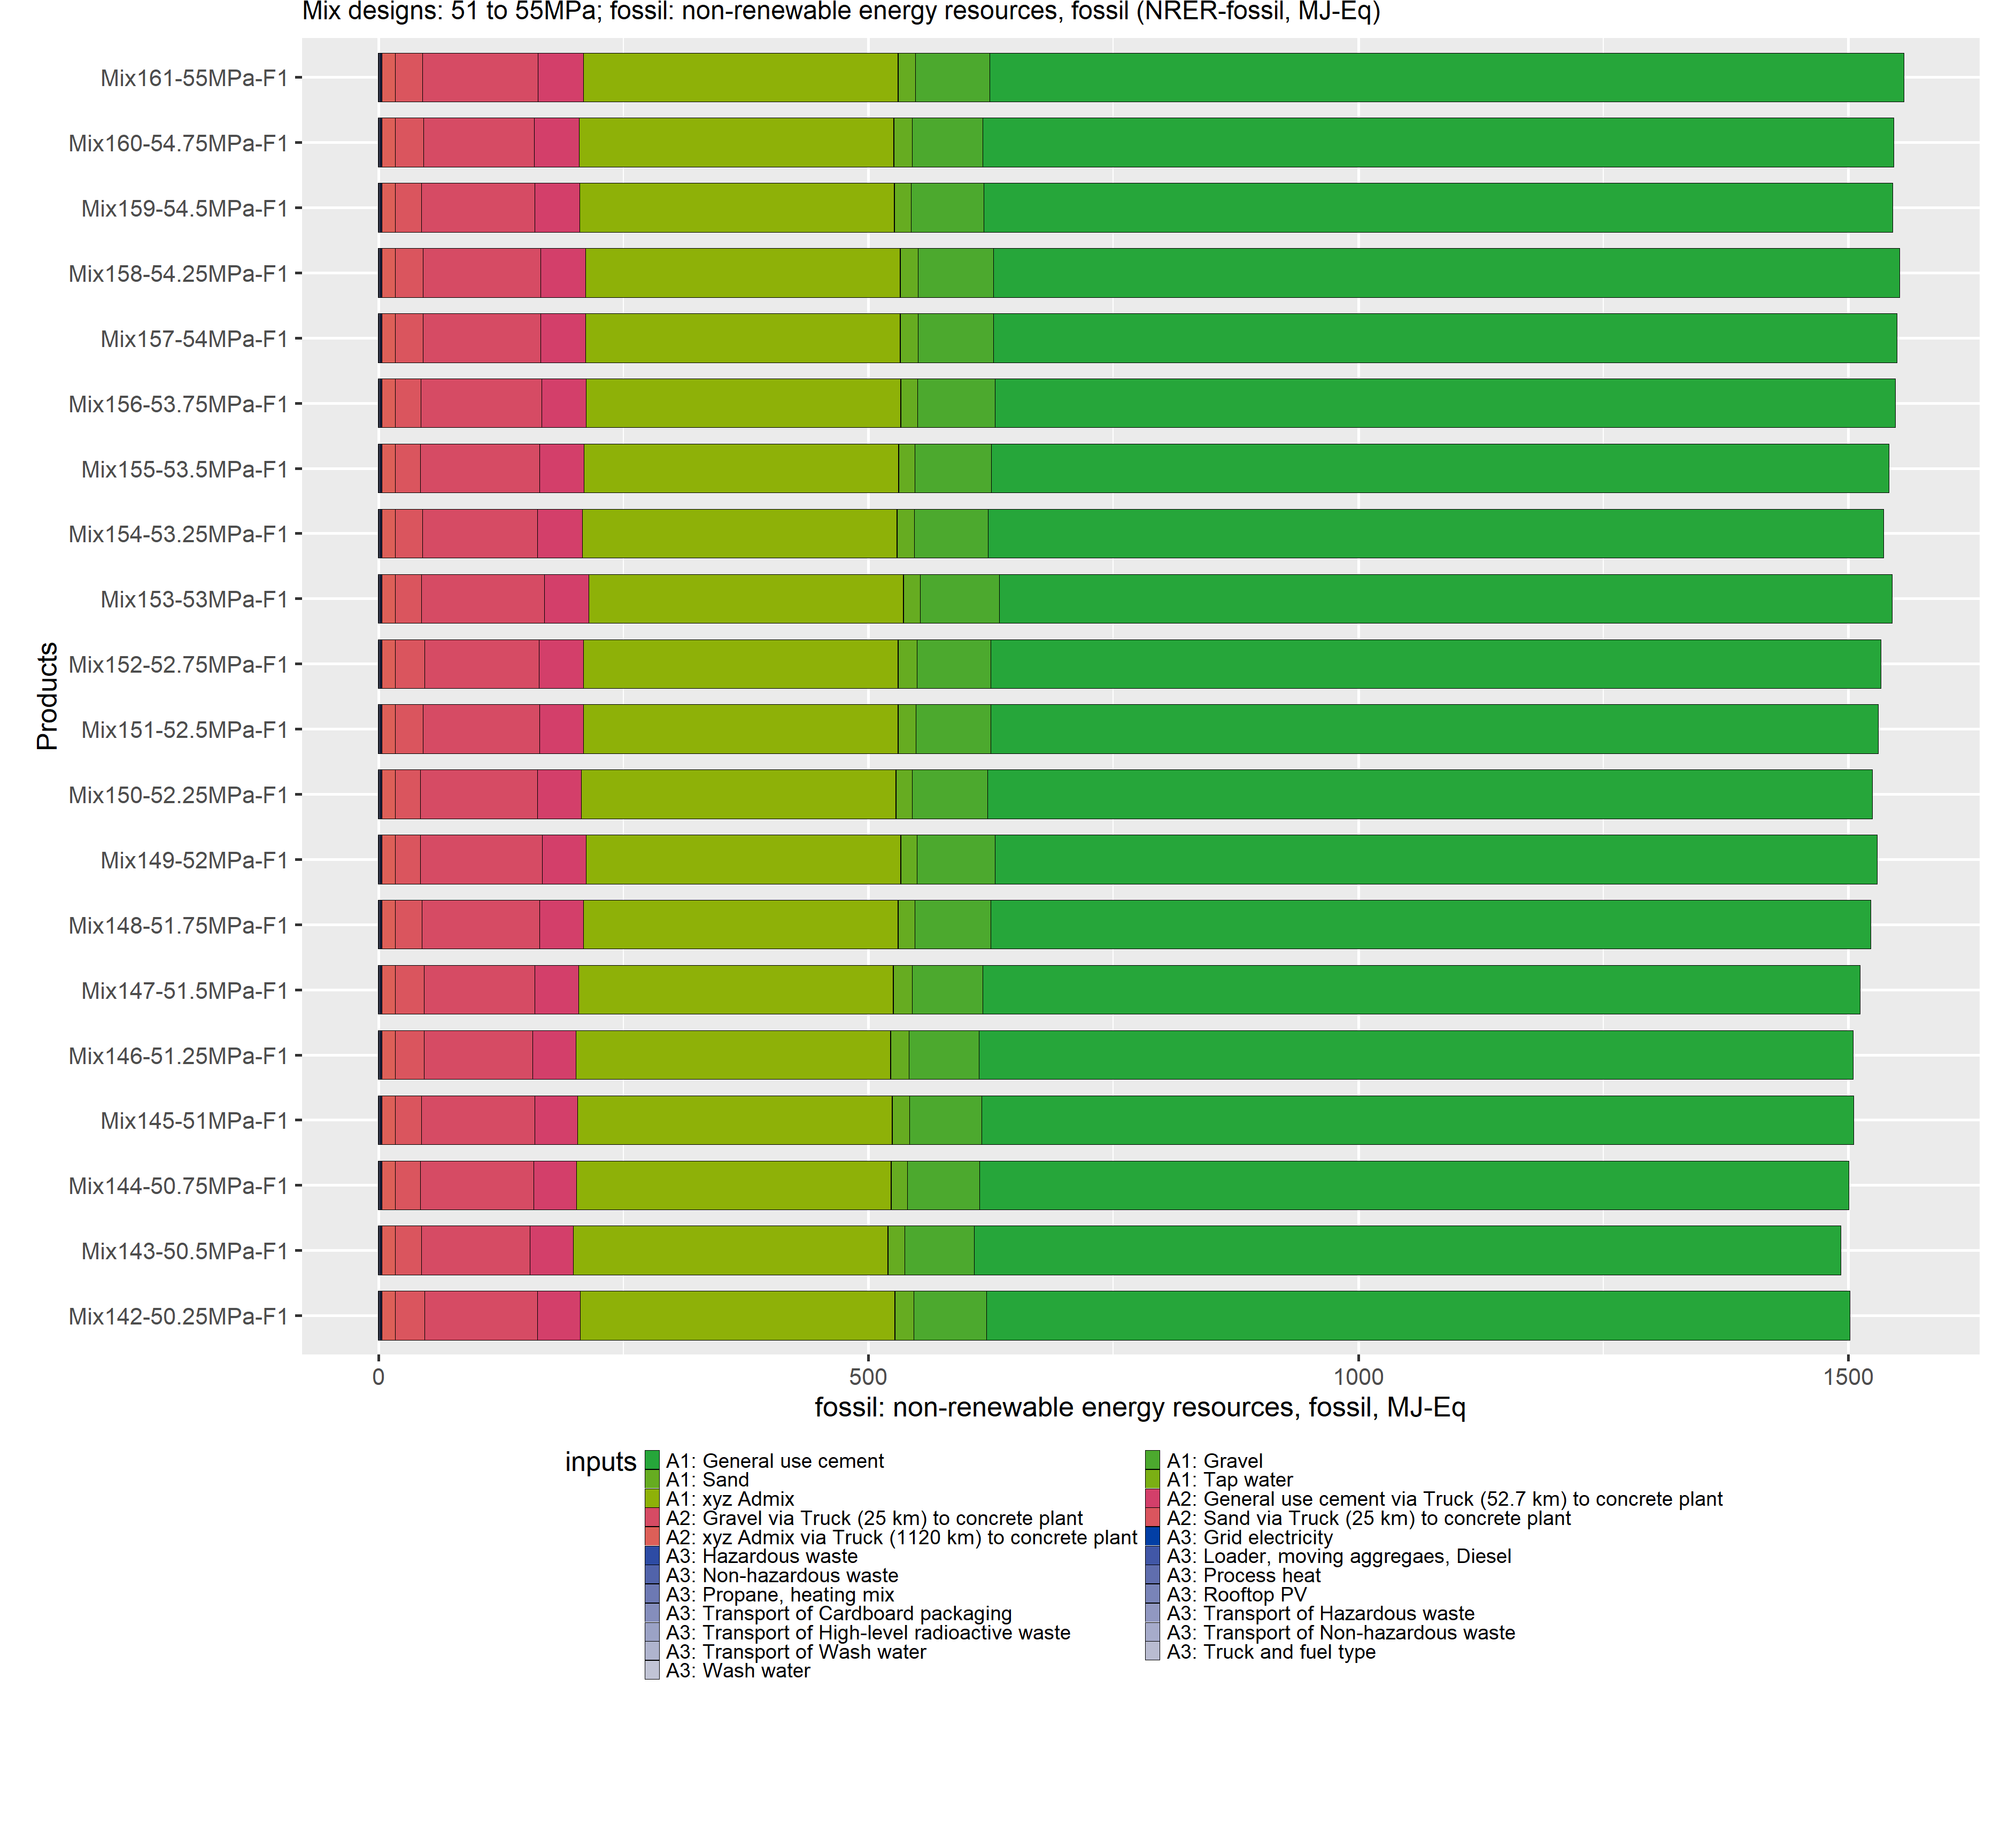 Mix designs: 51 to 55MPa; fossil: non-renewable energy resources, fossil (NRER-fossil, MJ-Eq)
Products
Mix161-55MPa-F1
Mix160-54.75MPa-F1
Mix159-54.5MPa-F1
Mix158-54.25MPa-F1
Mix157-54MPa-F1
Mix156-53.75MPa-F1
Mix155-53.5MPa-F1
Mix154-53.25MPa-F1
Mix153-53MPa-F1
Mix152-52.75MPa-F1
Mix151-52.5MPa-F1
Mix150-52.25MPa-F1
Mix149-52MPa-F1
Mix148-51.75MPa-F1
Mix147-51.5MPa-F1
Mix146-51.25MPa-F1
Mix145-51MPa-F1
Mix144-50.75MPa-F1
Mix143-50.5MPa-F1
Mix142-50.25MPa-F1
0 500 1000 1500
fossil: non-renewable energy resources, fossil, MJ-Eq
inputs
A1: General use cement
A1: Gravel
A1: Sand
A1: Tap water
A1: xyz Admix
A2: General use cement via Truck (52.7 km) to concrete plant
A2: Gravel via Truck (25 km) to concrete plant
A2: Sand via Truck (25 km) to concrete plant
A2: xyz Admix via Truck (1120 km) to concrete plant
A3: Grid electricity
A3: Hazardous waste
A3: Loader, moving aggregaes, Diesel
A3: Non-hazardous waste
A3: Process heat
A3: Propane, heating mix
A3: Rooftop PV
A3: Transport of Cardboard packaging
A3: Transport of Hazardous waste
A3: Transport of High-level radioactive waste
A3: Transport of Non-hazardous waste
A3: Transport of Wash water
A3: Truck and fuel type
A3: Wash water